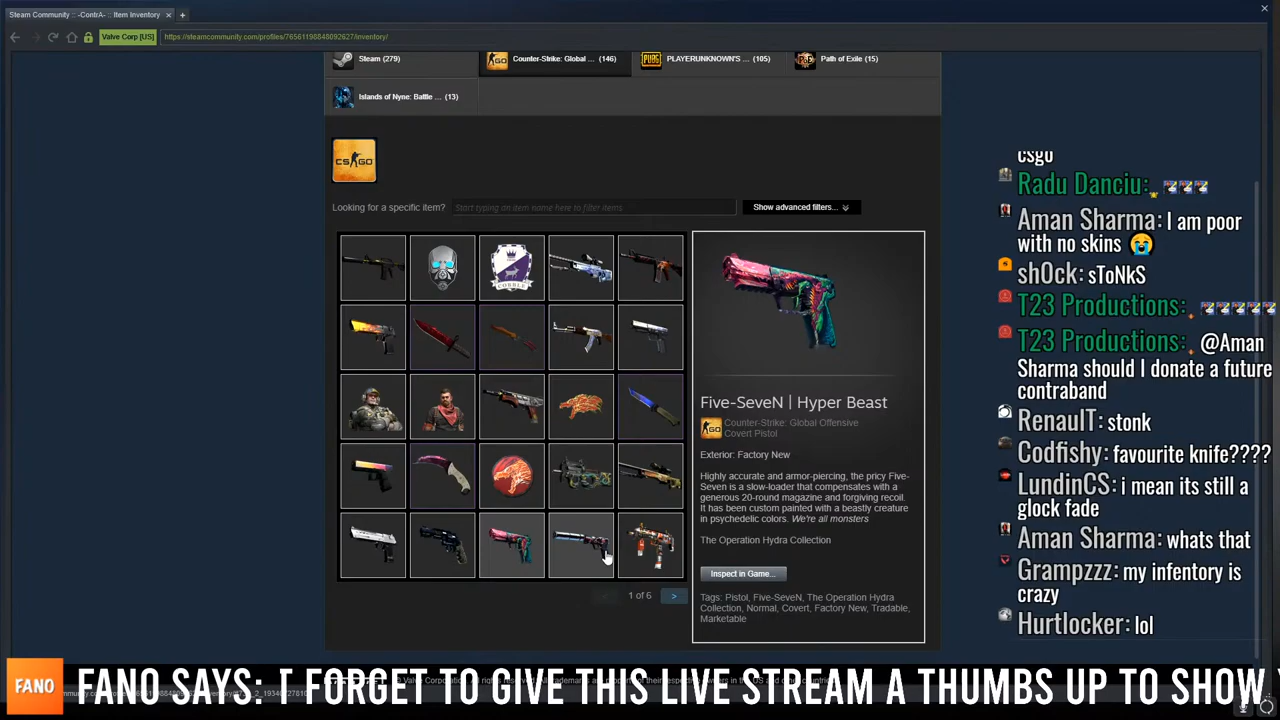 Steam Community :: -ContrA- :: Item Inventory
Valve Corp [US]
https://steamcommunity.com/profiles/76561198848092627/inventory/
Steam (279)
Counter-Strike: Global ... (146)
PLAYERUNKNOWN'S ... (105)
Path of Exile (15)
Islands of Nyne: Battle ... (13)
CS GO
Looking for a specific item?
Start typing an item name here to filter items
Show advanced filters...
COBBLE
Five-SeveN | Hyper Beast
Counter-Strike: Global Offensive
Covert Pistol
Exterior: Factory New
Highly accurate and armor-piercing, the pricy Five-
Seven is a slow-loader that compensates with a
generous 20-round magazine and forgiving recoil.
It has been custom painted with a beastly creature
in psychedelic colors. We're all monsters
The Operation Hydra Collection
Inspect in Game...
Tags: Pistol, Five-SeveN, The Operation Hydra
Collection, Normal, Covert, Factory New, Tradable,
Marketable
1 of 6
>
csgo
Radu Danciu:
Aman Sharma: I am poor
with no skins 😭
sh0ck: sToNkS
T23 Productions:
T23 Productions: @Aman
Sharma should I donate a future
contraband
RenauIT: stonk
Codfishy: favourite knife????
LundinCS: i mean its still a
glock fade
Aman Sharma: whats that
Grampzzz: my infentory is
crazy
Hurtlocker: lol
FANO
FANO SAYS: T FORGET TO GIVE THIS LIVE STREAM A THUMBS UP TO SHOW